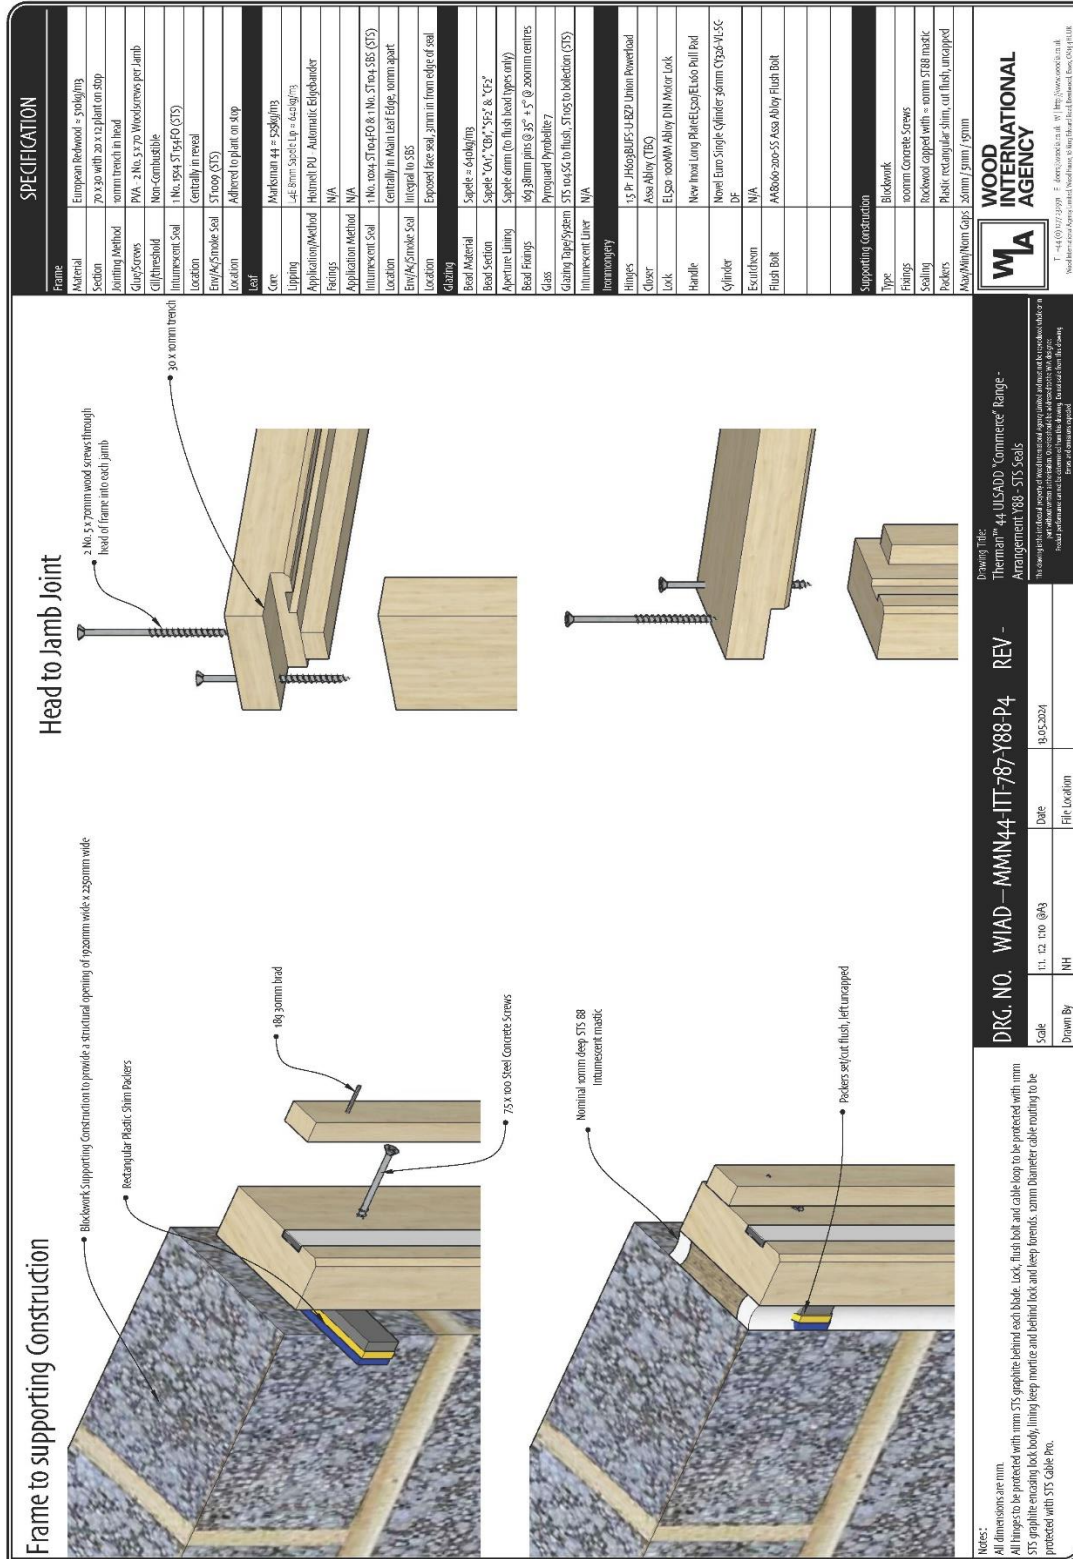 Frame to supporting Construction
Blockwork Supporting Construction to provide a structural opening of 1920mm wide x 2250mm wide
Rectangular Plastic Shim Packers
18g 30mm brad
7.5 x 100 Steel Concrete Screws
Nominal 10mm deep STS 88
Intumescent mastic
Packers set/cut flush, left uncapped
Head to Jamb Joint
2 No. 5 x 70mm wood screws through
head of frame into each jamb
30 x 10mm trench
SPECIFICATION
Frame
Material European Redwood ≈ 510kg/m3
Section 70 x 30 with 20 x 12 plant on stop
Jointing Method 10mm trench in head
Glue/Screws PVA - 2 No. 5 x 70 Woodscrews per Jamb
Cill/threshold Non-Combustible
Intumescent Seal 1 No. 15x4 ST154FO (STS)
Location Centrally in reveal
Env/Ac/Smoke Seal ST1009 (STS)
Location Adhered to plant on stop
Leaf
Core Marksman 44 ≈ 525kg/m3
Lipping L4E 8mm Sapele Lip ≈ 640kg/m3
Application/Method Hotmelt PU - Automatic Edgebander
Facings N/A
Application Method N/A
Intumescent Seal 1 No. 10x4 ST104FO & 1 No. ST104 SBS (STS)
Location Centrally in Main Leaf Edge, 10mm apart
Env/Ac/Smoke Seal Integral to SBS
Location Exposed face seal, 3mm in from edge of seal
Glazing
Bead Material Sapele ≈ 640kg/m3
Bead Section Sapele "CA1", "CB1", "SF2" & "CF2"
Aperture Lining Sapele 6mm (to flush bead types only)
Bead Fixings 16g 38mm pins @ 35° ± 5° @ 200mm centres
Glass Pyroguard Pyrobelite 7
Glazing Tape/System STS 104SG to flush, ST1105 to bolection (STS)
Intumescent Liner N/A
Ironmongery
Hinges 1.5 Pr JH603BUFS-U-BZP Union Powerload
Closer Assa Abloy (TBC)
Lock EL520 100MM Abloy DIN Motor Lock
Handle New Inoxi Long Plate EL520/EL160 Pull Pad
Cylinder Novel Euro Single Cylinder 36mm CY326-VL-SC-
DF
Escutcheon N/A
Flush Bolt AAB060-200-SS Assa Abloy Flush Bolt
Supporting Construction
Type Blockwork
Fixings 100mm Concrete Screws
Sealing Rockwool capped with ≈ 10mm ST88 mastic
Packers Plastic rectangular shim, cut flush, uncapped
Max/Min/Nom Gaps 20mm / 5mm / 15mm
Notes:
All dimensions are mm.
All hinges to be protected with 1mm STS graphite behind each blade. Lock, flush bolt and cable loop to be protected with 1mm
STS graphite encasing lock body, lining keep mortice and behind lock and keep forends. 12mm Diameter cable routing to be
protected with STS Cable Pro.
DRG. NO. WIAD – MMN44-ITT-787-Y88-P4 REV -
Scale 1:1, 1:2, 1:10 @A3
Date 13.05.2024
Drawn By NH
File Location
Drawing Title:
Therman™ 44 ULSADD "Commerce" Range -
Arrangement Y88 - STS Seals
WIA
WOOD
INTERNATIONAL
AGENCY